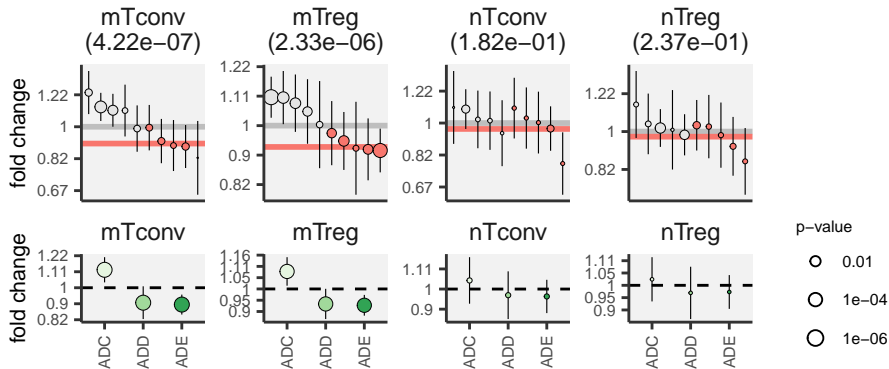 mTconv
(4.22e−07)
mTreg
(2.33e−06)
nTconv
(1.82e−01)
nTreg
(2.37e−01)
fold change
1.22
1
0.82
0.67
1.22
1.11
1
0.9
0.82
1.22
1
0.82
0.67
1.22
1
0.82
mTconv
mTreg
nTconv
nTreg
fold change
1.22
1.11
1
0.9
0.82
1.16
1.11
1.05
1
0.95
0.9
1.11
1
0.9
1.11
1.05
1
0.95
0.9
ADC
ADD
ADE
ADC
ADD
ADE
ADC
ADD
ADE
ADC
ADD
ADE
p−value
0.01
1e−04
1e−06